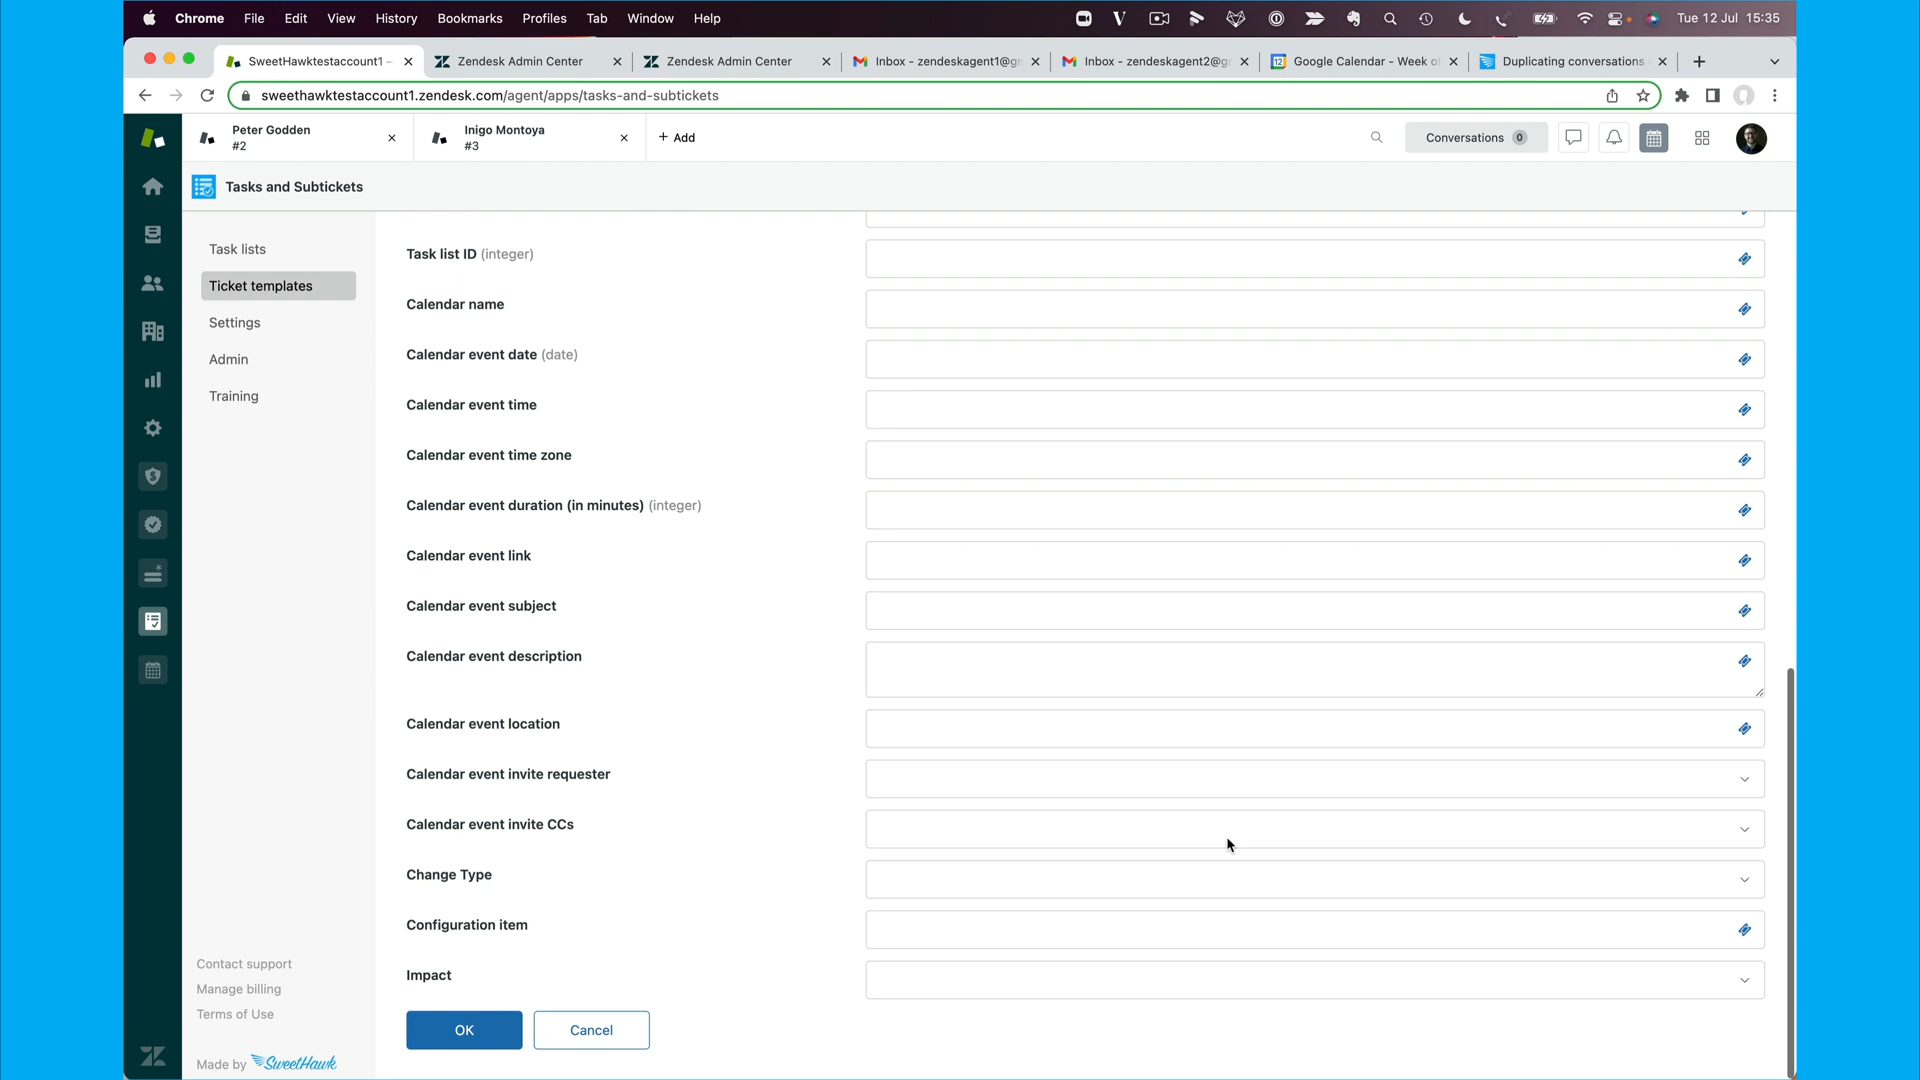 Chrome File Edit View History Bookmarks Profiles Tab Window Help Tue 12 Jul 15:35
SweetHawktestaccount1 – Zendesk Admin Center Zendesk Admin Center Inbox - zendeskagent1@gm Inbox - zendeskagent2@g Google Calendar - Week o Duplicating conversations
sweethawktestaccount1.zendesk.com/agent/apps/tasks-and-subtickets
Peter Godden
#2
Inigo Montoya
#3
+ Add
Conversations 0
Tasks and Subtickets
Task lists
Ticket templates
Settings
Admin
Training
Task list ID (integer)
Calendar name
Calendar event date (date)
Calendar event time
Calendar event time zone
Calendar event duration (in minutes) (integer)
Calendar event link
Calendar event subject
Calendar event description
Calendar event location
Calendar event invite requester
Calendar event invite CCs
Change Type
Configuration item
Impact
OK Cancel
Contact support
Manage billing
Terms of Use
Made by SweetHawk